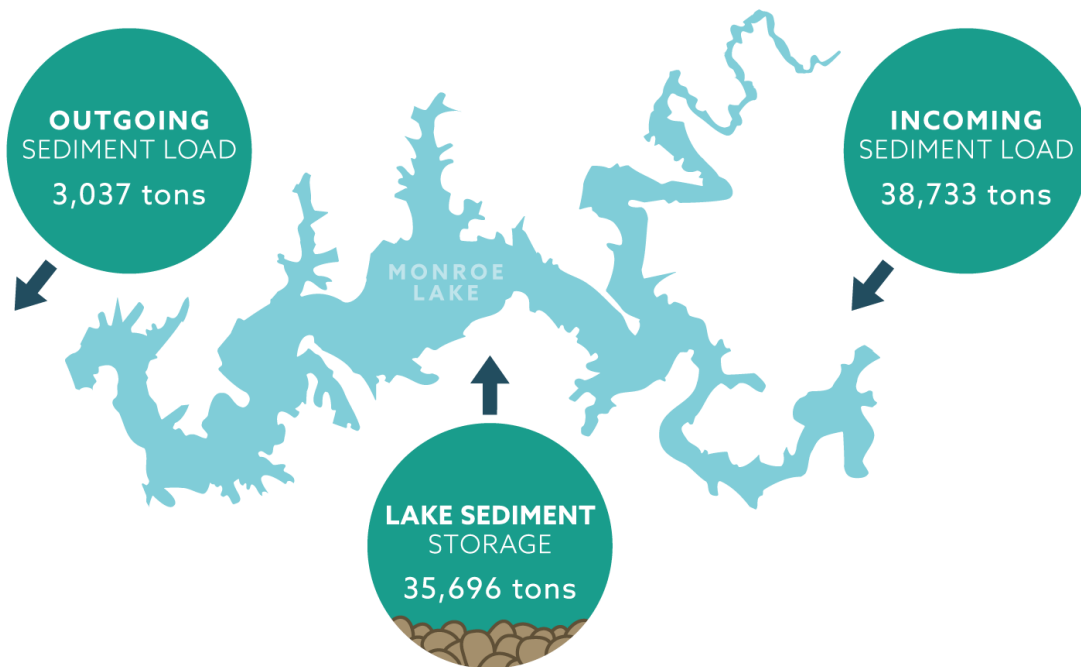 OUTGOING
SEDIMENT LOAD
3,037 tons
INCOMING
SEDIMENT LOAD
38,733 tons
MONROE
LAKE
LAKE SEDIMENT
STORAGE
35,696 tons